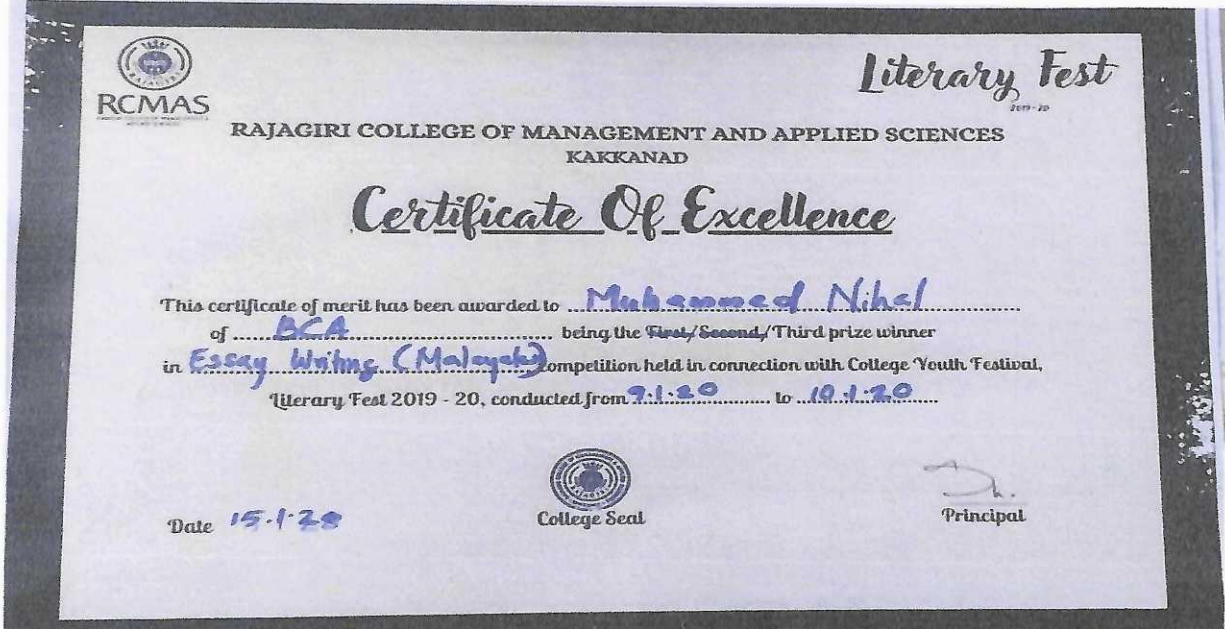 RAJAGIRI
RCMAS
Literary Fest
2019-20
RAJAGIRI COLLEGE OF MANAGEMENT AND APPLIED SCIENCES
KAKKANAD
Certificate Of Excellence
This certificate of merit has been awarded to Muhammed Nihal
of BCA being the First/Second/Third prize winner
in Essay Writing (Malayalam) competition held in connection with College Youth Festival,
Literary Fest 2019 - 20, conducted from 9.1.20 to 10.1.20
RAJAGIRI
Date 15.1.20
College Seal
Principal